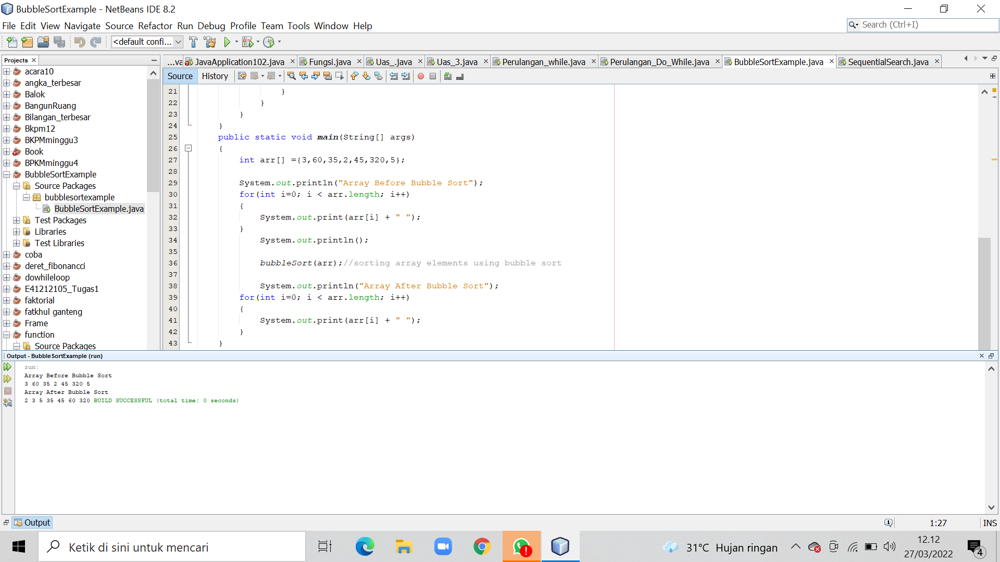 BubbleSortExample - NetBeans IDE 8.2
File Edit View Navigate Source Refactor Run Debug Profile Team Tools Window Help
Search (Ctrl+I)
<default confi...
Projects
...va JavaApplication102.java Fungsi.java Uas_.java Uas_3.java Perulangan_while.java Perulangan_Do_While.java BubbleSortExample.java SequentialSearch.java
Source History
acara10
angka_terbesar
Balok
BangunRuang
Bilangan_terbesar
Bkpm12
BKPMminggu3
Book
BPKMminggu4
BubbleSortExample
Source Packages
bubblesortexample
BubbleSortExample.java
Test Packages
Libraries
Test Libraries
coba
deret_fibonancci
dowhileloop
E41212105_Tugas1
faktorial
fatkhul ganteng
Frame
function
Source Packages
21 }
22 }
23 }
24 }
25 public static void main(String[] args)
26 {
27 int arr[] ={3,60,35,2,45,320,5};
28
29 System.out.println("Array Before Bubble Sort");
30 for(int i=0; i < arr.length; i++)
31 {
32 System.out.print(arr[i] + " ");
33 }
34 System.out.println();
35
36 bubbleSort(arr);//sorting array elements using bubble sort
37
38 System.out.println("Array After Bubble Sort");
39 for(int i=0; i < arr.length; i++)
40 {
41 System.out.print(arr[i] + " ");
42 }
43 }
Output - BubbleSortExample (run)
run:
Array Before Bubble Sort
3 60 35 2 45 320 5
Array After Bubble Sort
2 3 5 35 45 60 320 BUILD SUCCESSFUL (total time: 0 seconds)
Output
1:27 INS
Ketik di sini untuk mencari
31°C Hujan ringan
12.12
27/03/2022
4